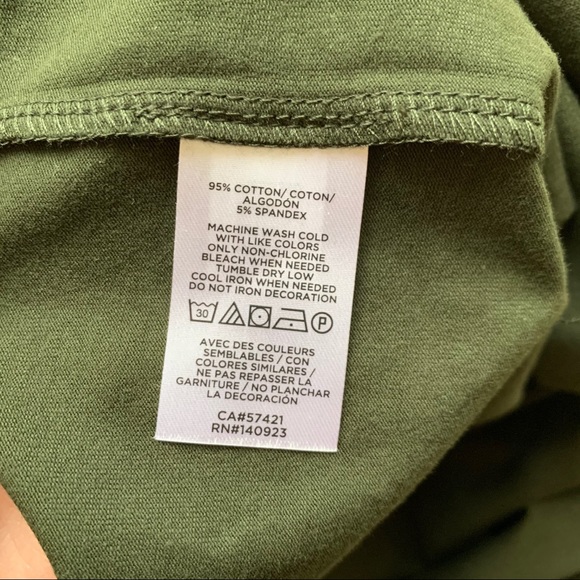 95% COTTON/ COTON/
ALGODÓN
5% SPANDEX
MACHINE WASH COLD
WITH LIKE COLORS
ONLY NON-CHLORINE
BLEACH WHEN NEEDED
TUMBLE DRY LOW
COOL IRON WHEN NEEDED
DO NOT IRON DECORATION
30 P
AVEC DES COULEURS
SEMBLABLES / CON
COLORES SIMILARES /
NE PAS REPASSER LA
GARNITURE / NO PLANCHAR
LA DECORACIÓN
CA#57421
RN#140923